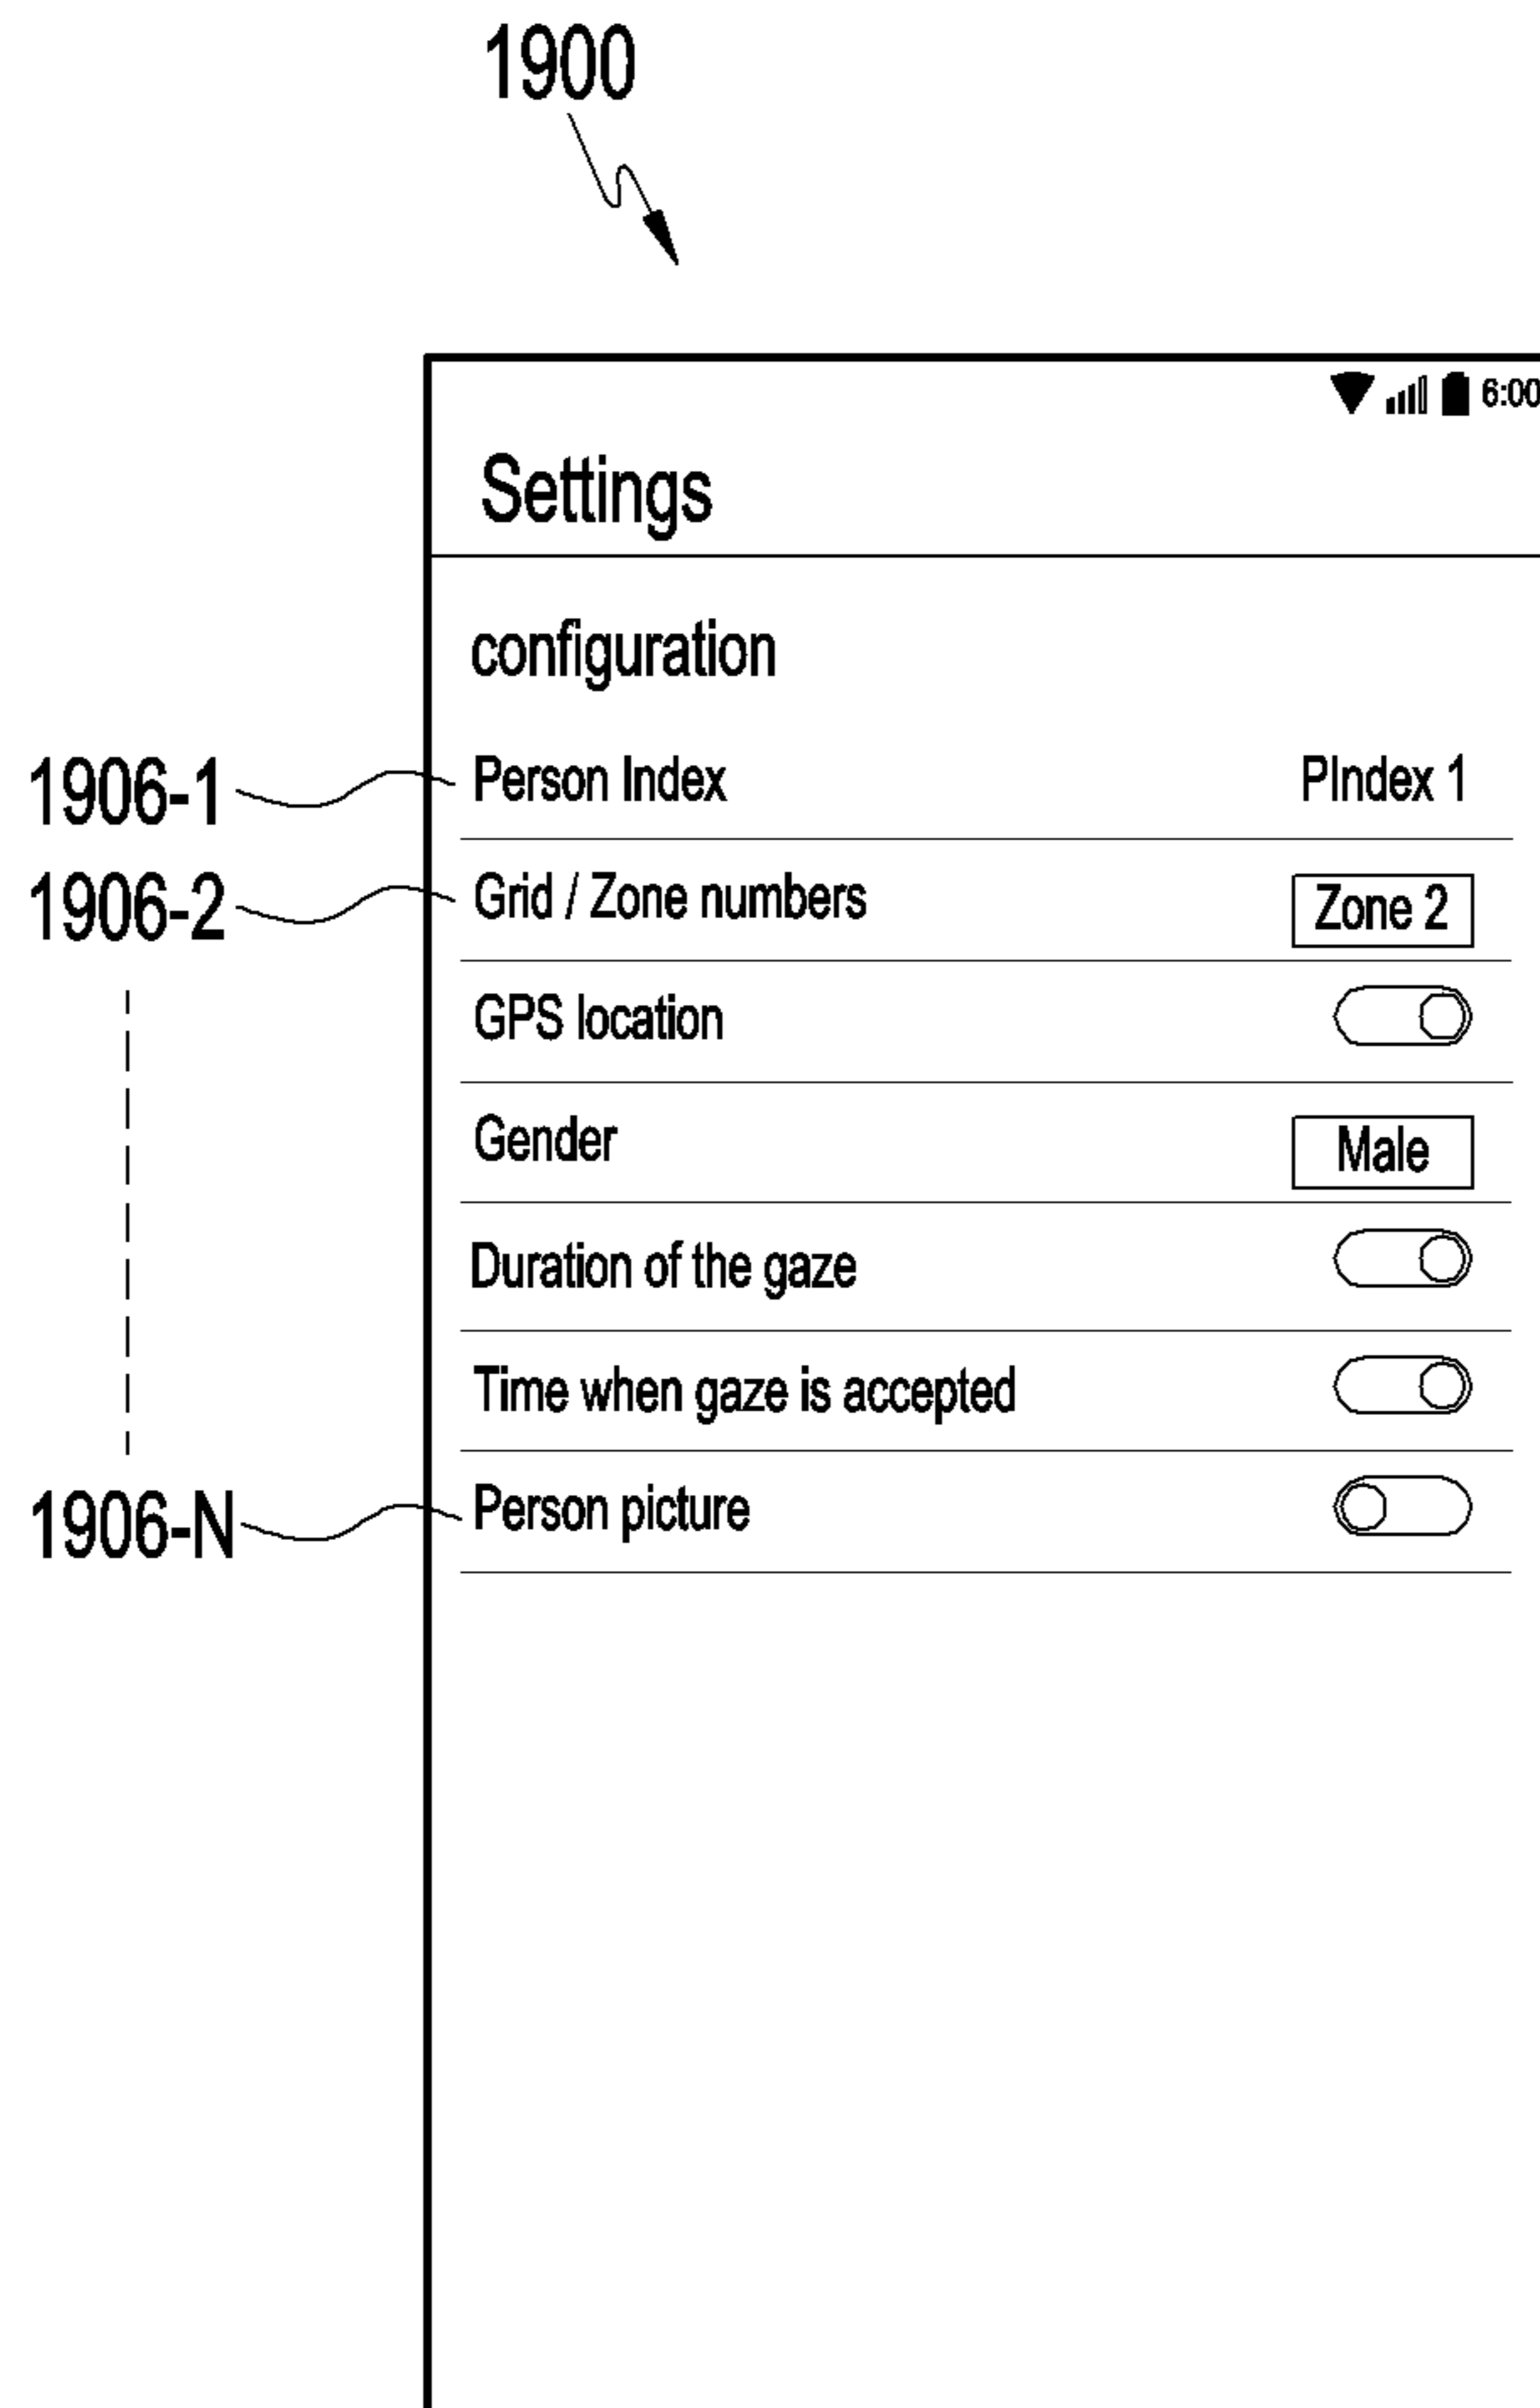 1900
6:00
Settings
configuration
1906-1 Person Index PIndex 1
1906-2 Grid / Zone numbers Zone 2
GPS location
Gender Male
Duration of the gaze
Time when gaze is accepted
1906-N Person picture